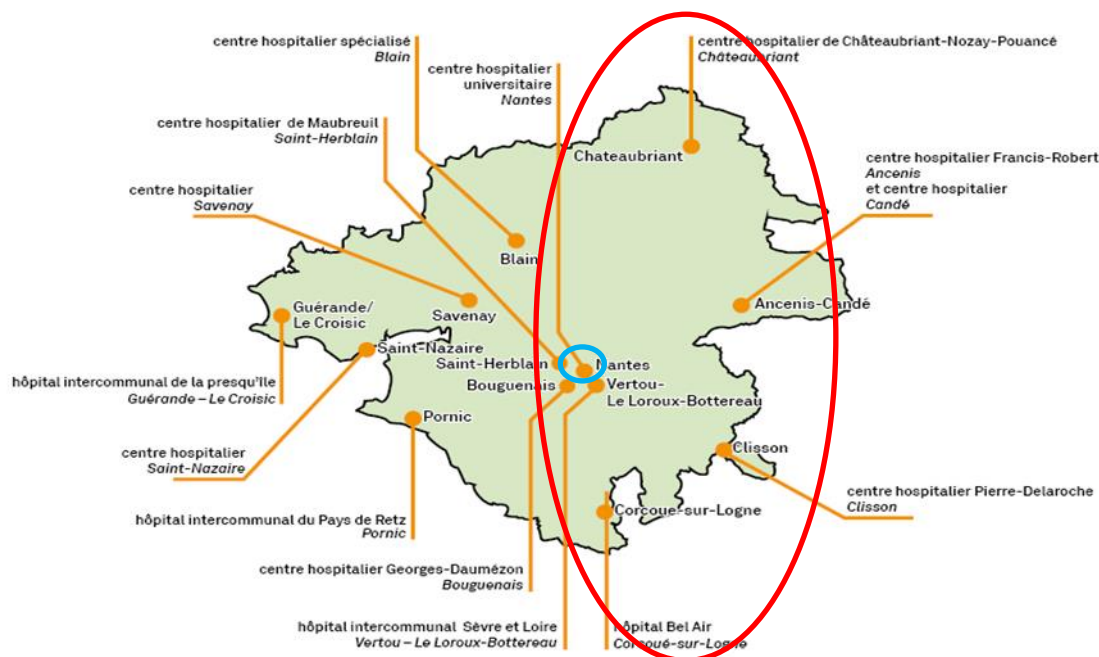 centre hospitalier spécialisé
Blain
centre hospitalier
universitaire
Nantes
centre hospitalier de Châteaubriant-Nozay-Pouancé
Châteaubriant
centre hospitalier de Maubreuil
Saint-Herblain
centre hospitalier Francis-Robert
Ancenis
et centre hospitalier
Candé
centre hospitalier
Savenay
Chateaubriant
Blain
Savenay
Guérande/
Le Croisic
Ancenis-Candé
Saint-Nazaire
Saint-Herblain
Nantes
Bouguenais
Vertou-
Le Loroux-Bottereau
hôpital intercommunal de la presqu'île
Guérande – Le Croisic
Pornic
Clisson
centre hospitalier
Saint-Nazaire
centre hospitalier Pierre-Delaroche
Clisson
Corcoué-sur-Logne
hôpital intercommunal du Pays de Retz
Pornic
centre hospitalier Georges-Daumézon
Bouguenais
hôpital intercommunal Sèvre et Loire
Vertou – Le Loroux-Bottereau
hôpital Bel Air
Corcoué-sur-Logne